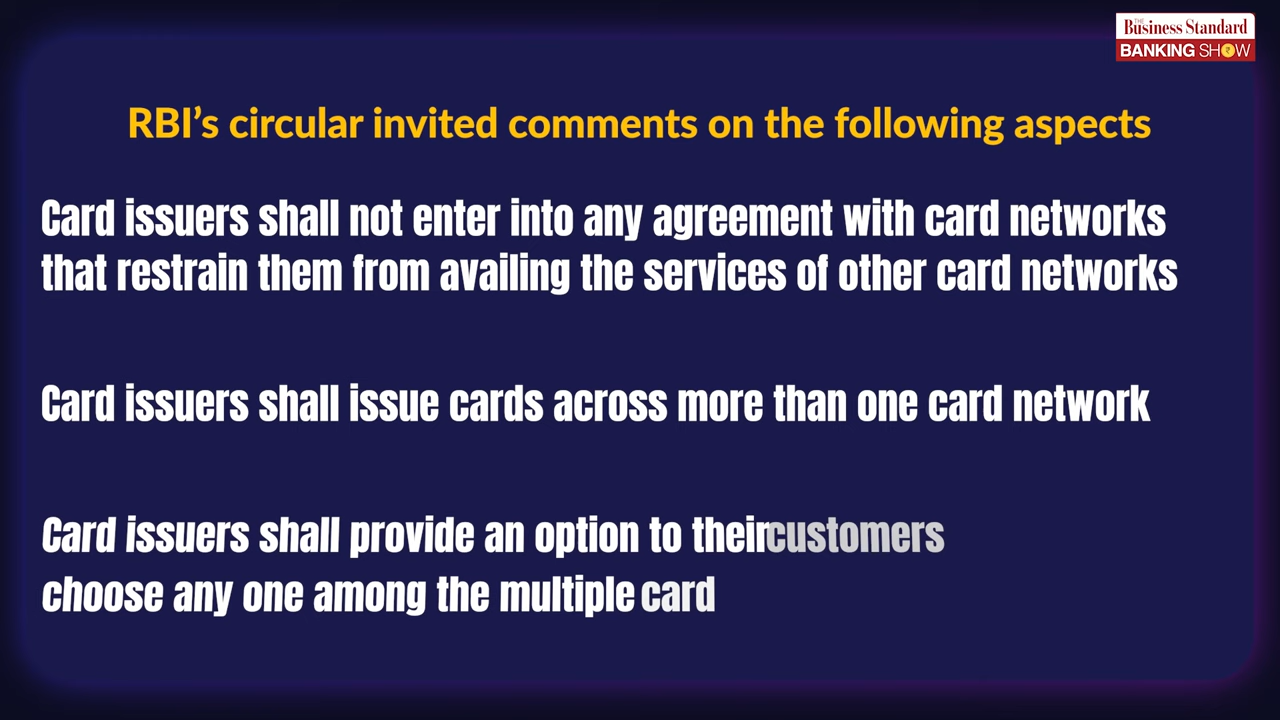 THE
Business Standard
BANKING SHOW
RBI’s circular invited comments on the following aspects
Card issuers shall not enter into any agreement with card networks
that restrain them from availing the services of other card networks
Card issuers shall issue cards across more than one card network
Card issuers shall provide an option to their customers
choose any one among the multiple card